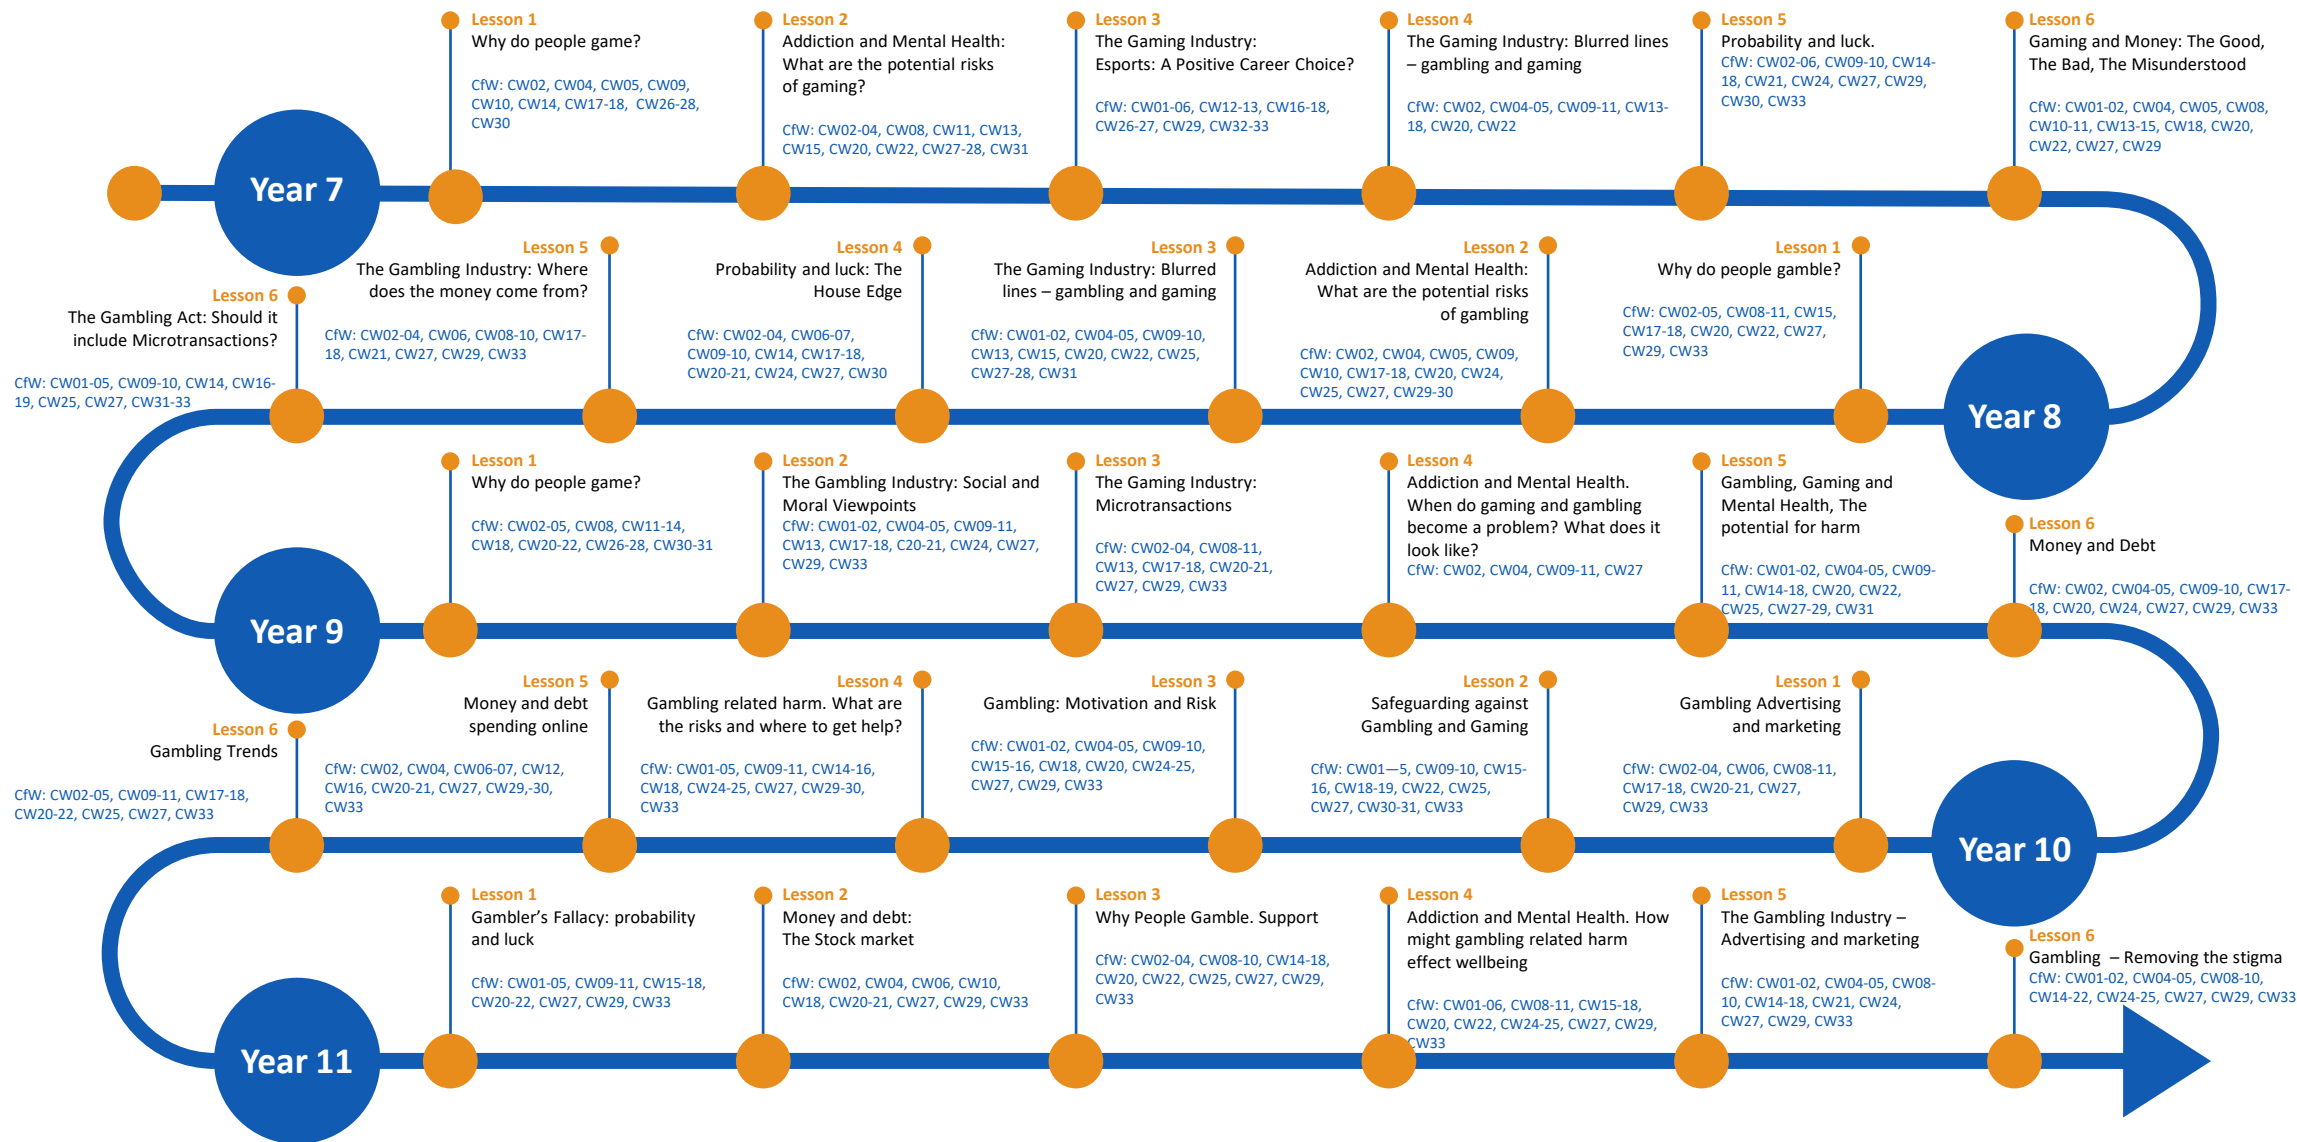 Year 7
Lesson 1
Why do people game?
CfW: CW02, CW04, CW05, CW09,
CW10, CW14, CW17-18, CW26-28,
CW30
Lesson 2
Addiction and Mental Health:
What are the potential risks
of gaming?
CfW: CW02-04, CW08, CW11, CW13,
CW15, CW20, CW22, CW27-28, CW31
Lesson 3
The Gaming Industry:
Esports: A Positive Career Choice?
CfW: CW01-06, CW12-13, CW16-18,
CW26-27, CW29, CW32-33
Lesson 4
The Gaming Industry: Blurred lines
– gambling and gaming
CfW: CW02, CW04-05, CW09-11, CW13-
18, CW20, CW22
Lesson 5
Probability and luck.
CfW: CW02-06, CW09-10, CW14-
18, CW21, CW24, CW27, CW29,
CW30, CW33
Lesson 6
Gaming and Money: The Good,
The Bad, The Misunderstood
CfW: CW01-02, CW04, CW05, CW08,
CW10-11, CW13-15, CW18, CW20,
CW22, CW27, CW29
Year 8
Lesson 1
Why do people gamble?
CfW: CW02-05, CW08-11, CW15,
CW17-18, CW20, CW22, CW27,
CW29, CW33
Lesson 2
Addiction and Mental Health:
What are the potential risks
of gambling
CfW: CW02, CW04, CW05, CW09,
CW10, CW17-18, CW20, CW24,
CW25, CW27, CW29-30
Lesson 3
The Gaming Industry: Blurred
lines – gambling and gaming
CfW: CW01-02, CW04-05, CW09-10,
CW13, CW15, CW20, CW22, CW25,
CW27-28, CW31
Lesson 4
Probability and luck: The
House Edge
CfW: CW02-04, CW06-07,
CW09-10, CW14, CW17-18,
CW20-21, CW24, CW27, CW30
Lesson 5
The Gambling Industry: Where
does the money come from?
CfW: CW02-04, CW06, CW08-10, CW17-
18, CW21, CW27, CW29, CW33
Lesson 6
The Gambling Act: Should it
include Microtransactions?
CfW: CW01-05, CW09-10, CW14, CW16-
19, CW25, CW27, CW31-33
Year 9
Lesson 1
Why do people game?
CfW: CW02-05, CW08, CW11-14,
CW18, CW20-22, CW26-28, CW30-31
Lesson 2
The Gambling Industry: Social and
Moral Viewpoints
CfW: CW01-02, CW04-05, CW09-11,
CW13, CW17-18, C20-21, CW24, CW27,
CW29, CW33
Lesson 3
The Gaming Industry:
Microtransactions
CfW: CW02-04, CW08-11,
CW13, CW17-18, CW20-21,
CW27, CW29, CW33
Lesson 4
Addiction and Mental Health.
When do gaming and gambling
become a problem? What does it
look like?
CfW: CW02, CW04, CW09-11, CW27
Lesson 5
Gambling, Gaming and
Mental Health, The
potential for harm
CfW: CW01-02, CW04-05, CW09-
11, CW14-18, CW20, CW22,
CW25, CW27-29, CW31
Lesson 6
Money and Debt
CfW: CW02, CW04-05, CW09-10, CW17-
18, CW20, CW24, CW27, CW29, CW33
Year 10
Lesson 1
Gambling Advertising
and marketing
CfW: CW02-04, CW06, CW08-11,
CW17-18, CW20-21, CW27,
CW29, CW33
Lesson 2
Safeguarding against
Gambling and Gaming
CfW: CW01—5, CW09-10, CW15-
16, CW18-19, CW22, CW25,
CW27, CW30-31, CW33
Lesson 3
Gambling: Motivation and Risk
CfW: CW01-02, CW04-05, CW09-10,
CW15-16, CW18, CW20, CW24-25,
CW27, CW29, CW33
Lesson 4
Gambling related harm. What are
the risks and where to get help?
CfW: CW01-05, CW09-11, CW14-16,
CW18, CW24-25, CW27, CW29-30,
CW33
Lesson 5
Money and debt
spending online
CfW: CW02, CW04, CW06-07, CW12,
CW16, CW20-21, CW27, CW29,-30,
CW33
Lesson 6
Gambling Trends
CfW: CW02-05, CW09-11, CW17-18,
CW20-22, CW25, CW27, CW33
Year 11
Lesson 1
Gambler’s Fallacy: probability
and luck
CfW: CW01-05, CW09-11, CW15-18,
CW20-22, CW27, CW29, CW33
Lesson 2
Money and debt:
The Stock market
CfW: CW02, CW04, CW06, CW10,
CW18, CW20-21, CW27, CW29, CW33
Lesson 3
Why People Gamble. Support
CfW: CW02-04, CW08-10, CW14-18,
CW20, CW22, CW25, CW27, CW29,
CW33
Lesson 4
Addiction and Mental Health. How
might gambling related harm
effect wellbeing
CfW: CW01-06, CW08-11, CW15-18,
CW20, CW22, CW24-25, CW27, CW29,
CW33
Lesson 5
The Gambling Industry –
Advertising and marketing
CfW: CW01-02, CW04-05, CW08-
10, CW14-18, CW21, CW24,
CW27, CW29, CW33
Lesson 6
Gambling – Removing the stigma
CfW: CW01-02, CW04-05, CW08-10,
CW14-22, CW24-25, CW27, CW29, CW33